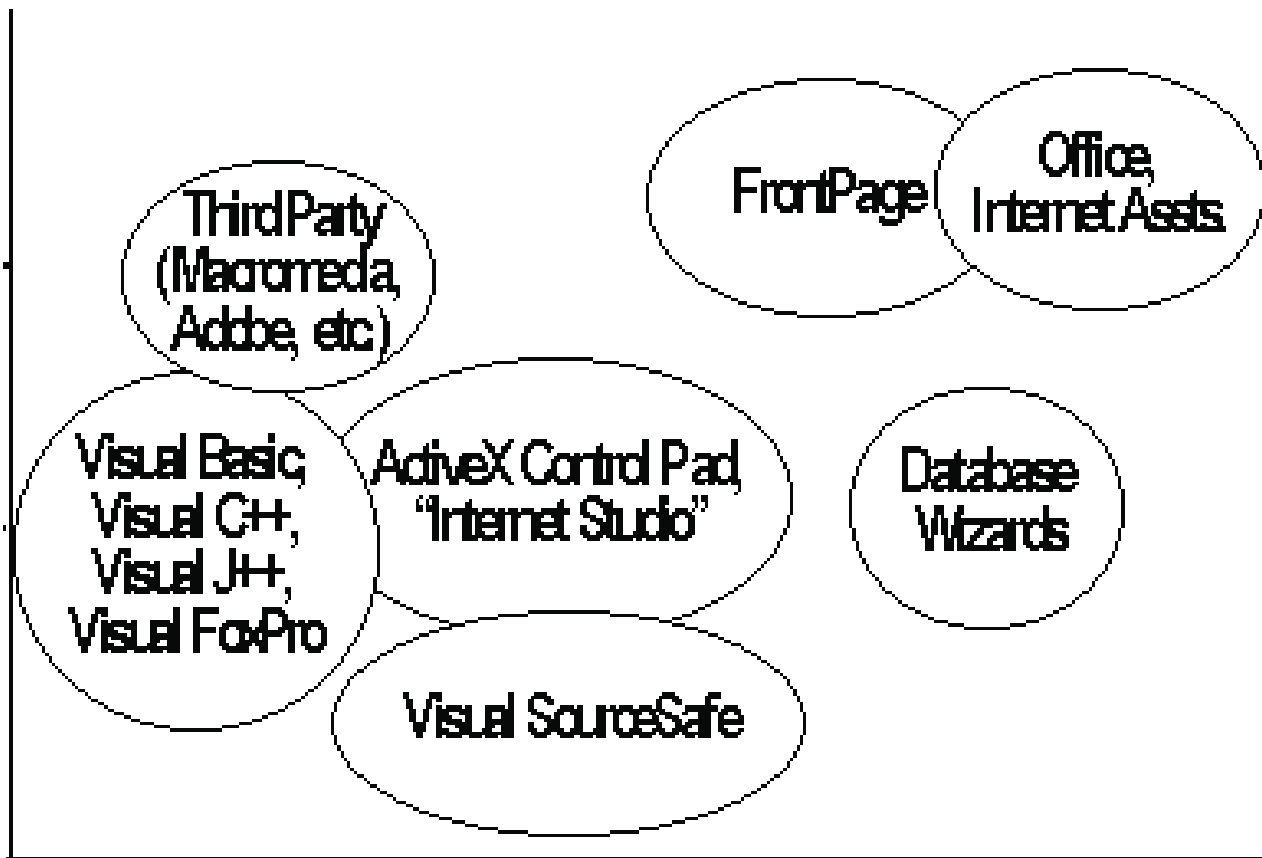 FrontPage
Office,
Internet Assts.
Third Party
(Macromedia,
Adobe, etc.)
Visual Basic,
Visual C++,
Visual J++,
Visual FoxPro
ActiveX Control Pad,
“Internet Studio”
Database
Wizards
Visual SourceSafe